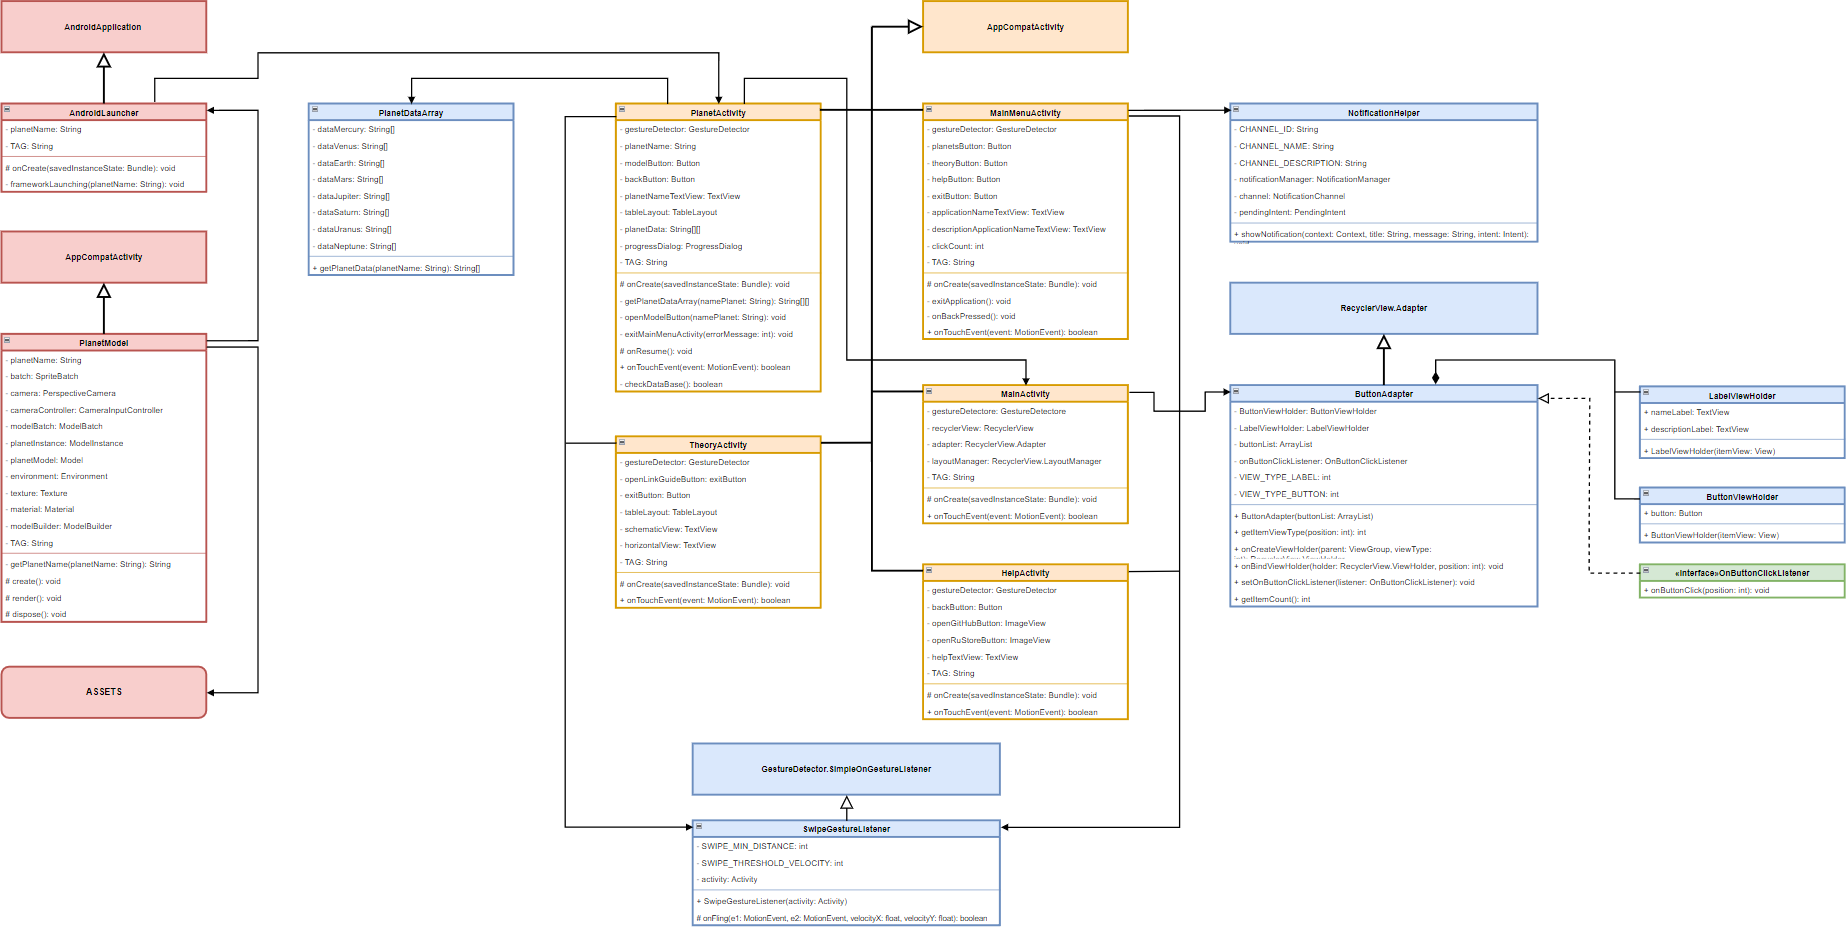 AndroidApplication
AndroidLauncher
- planetName: String
- TAG: String
# onCreate(savedInstanceState: Bundle): void
- frameworkLaunching(planetName: String): void
AppCompatActivity
PlanetModel
- planetName: String
- batch: SpriteBatch
- camera: PerspectiveCamera
- cameraController: CameraInputController
- modelBatch: ModelBatch
- planetInstance: ModelInstance
- planetModel: Model
- environment: Environment
- texture: Texture
- material: Material
- modelBuilder: ModelBuilder
- TAG: String
- getPlanetName(planetName: String): String
# create(): void
# render(): void
# dispose(): void
ASSETS
PlanetDataArray
- dataMercury: String[]
- dataVenus: String[]
- dataEarth: String[]
- dataMars: String[]
- dataJupiter: String[]
- dataSaturn: String[]
- dataUranus: String[]
- dataNeptune: String[]
+ getPlanetData(planetName: String): String[]
PlanetActivity
- gestureDetector: GestureDetector
- planetName: String
- modelButton: Button
- backButton: Button
- planetNameTextView: TextView
- tableLayout: TableLayout
- planetData: String[][]
- progressDialog: ProgressDialog
- TAG: String
# onCreate(savedInstanceState: Bundle): void
- getPlanetDataArray(namePlanet: String): String[][]
- openModelButton(namePlanet: String): void
- exitMainMenuActivity(errorMessage: int): void
# onResume(): void
+ onTouchEvent(event: MotionEvent): boolean
- checkDataBase(): boolean
TheoryActivity
- gestureDetector: GestureDetector
- openLinkGuideButton: exitButton
- exitButton: Button
- tableLayout: TableLayout
- schematicView: TextView
- horizontalView: TextView
- TAG: String
# onCreate(savedInstanceState: Bundle): void
+ onTouchEvent(event: MotionEvent): boolean
AppCompatActivity
MainMenuActivity
- gestureDetector: GestureDetector
- planetsButton: Button
- theoryButton: Button
- helpButton: Button
- exitButton: Button
- applicationNameTextView: TextView
- descriptionApplicationNameTextView: TextView
- clickCount: int
- TAG: String
# onCreate(savedInstanceState: Bundle): void
- exitApplication(): void
- onBackPressed(): void
+ onTouchEvent(event: MotionEvent): boolean
MainActivity
- gestureDetectore: GestureDetectore
- recyclerView: RecyclerView
- adapter: RecyclerView.Adapter
- layoutManager: RecyclerView.LayoutManager
- TAG: String
# onCreate(savedInstanceState: Bundle): void
+ onTouchEvent(event: MotionEvent): boolean
HelpActivity
- gestureDetector: GestureDetector
- backButton: Button
- openGitHubButton: ImageView
- openRuStoreButton: ImageView
- helpTextView: TextView
- TAG: String
# onCreate(savedInstanceState: Bundle): void
+ onTouchEvent(event: MotionEvent): boolean
GestureDetector.SimpleOnGestureListener
SwipeGestureListener
- SWIPE_MIN_DISTANCE: int
- SWIPE_THRESHOLD_VELOCITY: int
- activity: Activity
+ SwipeGestureListener(activity: Activity)
# onFling(e1: MotionEvent, e2: MotionEvent, velocityX: float, velocityY: float): boolean
NotificationHelper
- CHANNEL_ID: String
- CHANNEL_NAME: String
- CHANNEL_DESCRIPTION: String
- notificationManager: NotificationManager
- channel: NotificationChannel
- pendingIntent: PendingIntent
+ showNotification(context: Context, title: String, message: String, intent: Intent):
RecyclerView.Adapter
ButtonAdapter
- ButtonViewHolder: ButtonViewHolder
- LabelViewHolder: LabelViewHolder
- buttonList: ArrayList
- onButtonClickListener: OnButtonClickListener
- VIEW_TYPE_LABEL: int
- VIEW_TYPE_BUTTON: int
+ ButtonAdapter(buttonList: ArrayList)
+ getItemViewType(position: int): int
+ onCreateViewHolder(parent: ViewGroup, viewType:
+ onBindViewHolder(holder: RecyclerView.ViewHolder, position: int): void
+ setOnButtonClickListener(listener: OnButtonClickListener): void
+ getItemCount(): int
LabelViewHolder
+ nameLabel: TextView
+ descriptionLabel: TextView
+ LabelViewHolder(itemView: View)
ButtonViewHolder
+ button: Button
+ ButtonViewHolder(itemView: View)
«interface»OnButtonClickListener
+ onButtonClick(position: int): void